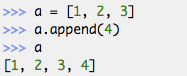 >>> a = [1, 2, 3]
>>> a.append(4)
>>> a
[1, 2, 3, 4]